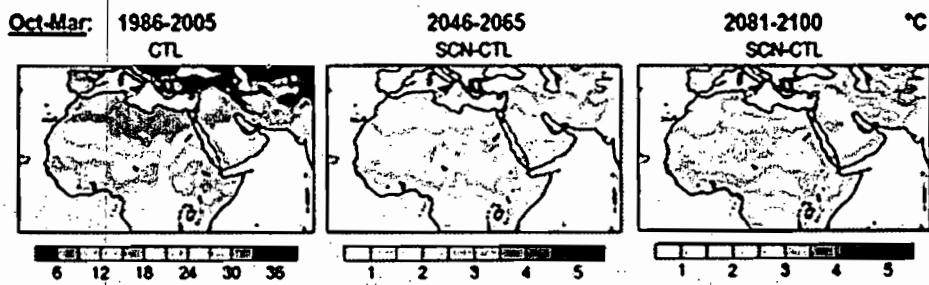 Oct-Mar: 1986-2005 2046-2065 2081-2100 °C
CTL SCN-CTL SCN-CTL
6 12 18 24 30 36 1 2 3 4 5 1 2 3 4 5